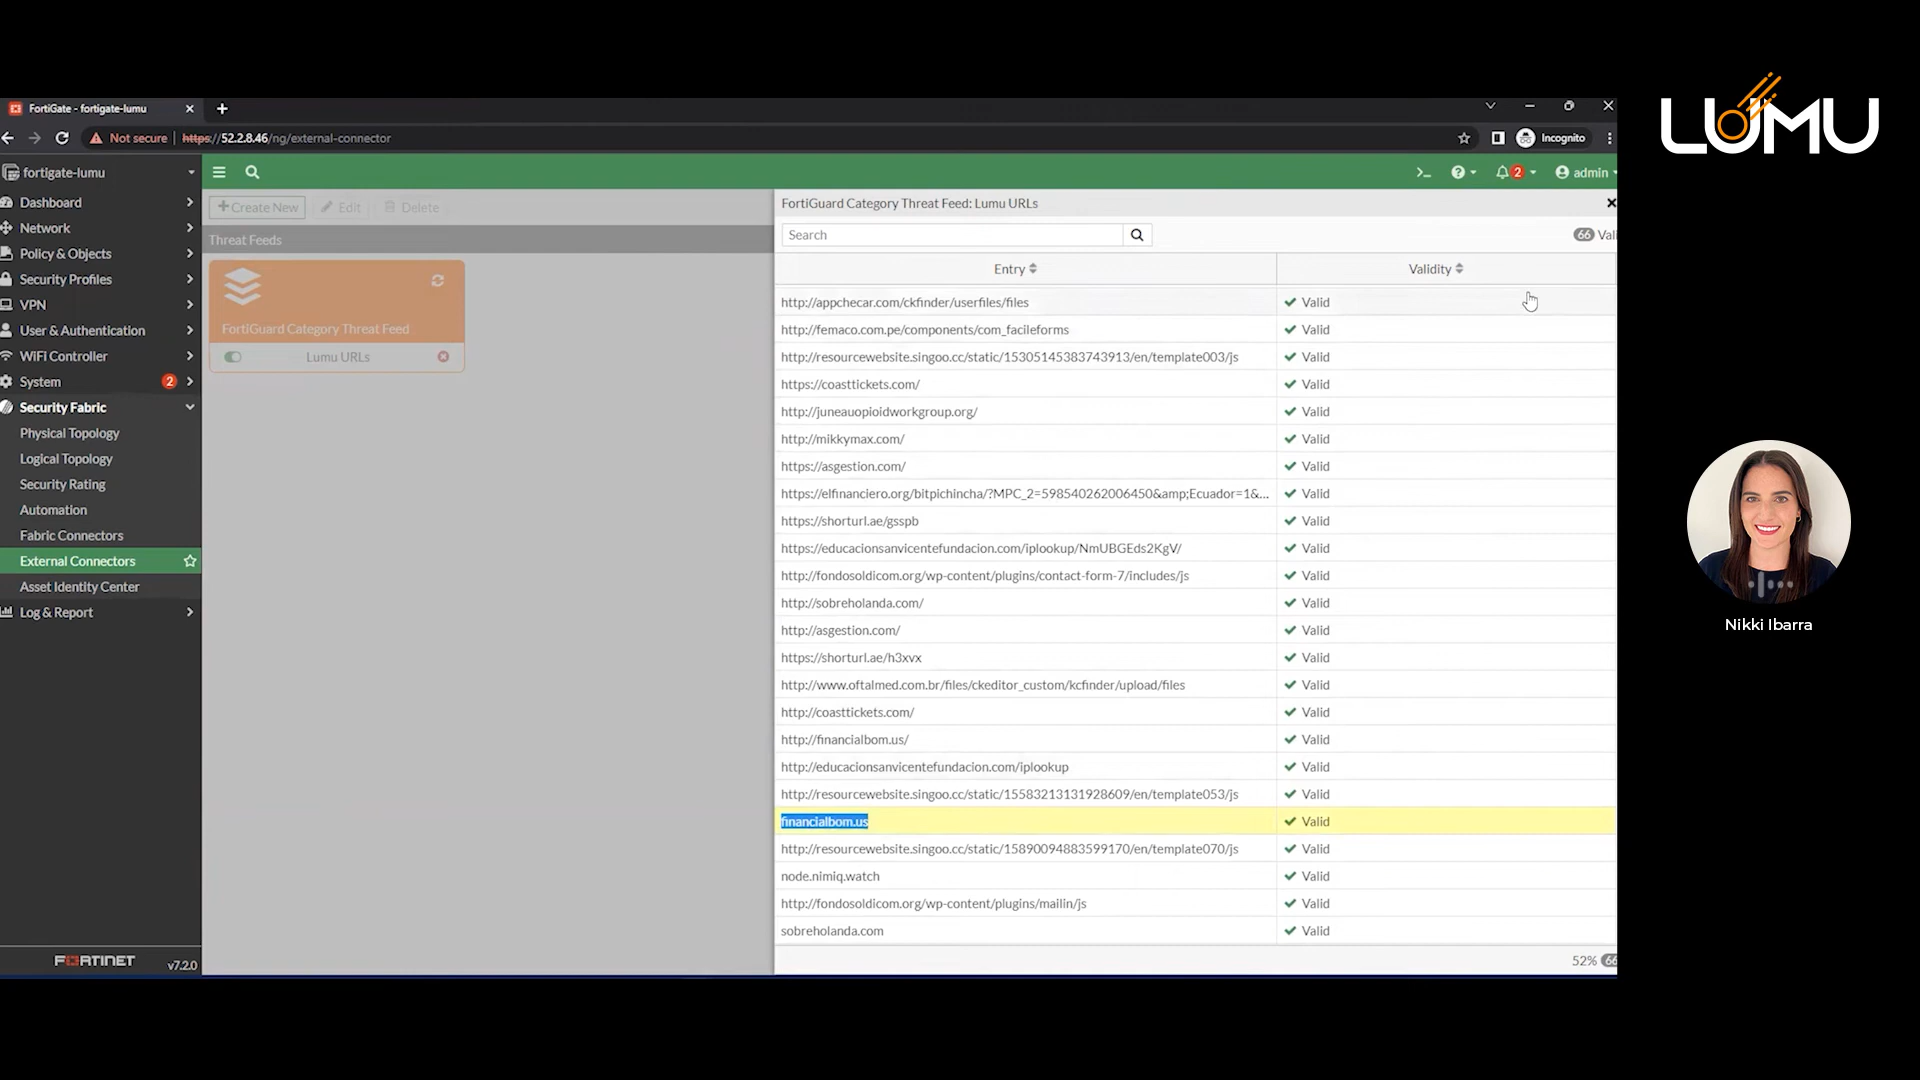 LUMU
FortiGate - fortigate-lumu
Not secure
https://52.2.8.46/ng/external-connector
Incognito
fortigate-lumu
2
admin
Dashboard
Network
Policy & Objects
Security Profiles
VPN
User & Authentication
WiFi Controller
System
2
Security Fabric
Physical Topology
Logical Topology
Security Rating
Automation
Fabric Connectors
External Connectors
Asset Identity Center
Log & Report
FORTINET
v7.2.0
+Create New
Edit
Delete
Threat Feeds
FortiGuard Category Threat Feed
Lumu URLs
FortiGuard Category Threat Feed: Lumu URLs
Search
66 Vali
Entry
Validity
http://appchecar.com/ckfinder/userfiles/files Valid
http://femaco.com.pe/components/com_facileforms Valid
http://resourcewebsite.singoo.cc/static/15305145383743913/en/template003/js Valid
https://coasttickets.com/ Valid
http://juneauopioidworkgroup.org/ Valid
http://mikkymax.com/ Valid
https://asgestion.com/ Valid
https://elfinanciero.org/bitpichincha/?MPC_2=598540262006450&amp;Ecuador=1&... Valid
https://shorturl.ae/gsspb Valid
https://educacionsanvicentefundacion.com/iplookup/NmUBGEds2KgV/ Valid
http://fondosoldicom.org/wp-content/plugins/contact-form-7/includes/js Valid
http://sobreholanda.com/ Valid
http://asgestion.com/ Valid
https://shorturl.ae/h3xvx Valid
http://www.oftalmed.com.br/files/ckeditor_custom/kcfinder/upload/files Valid
http://coasttickets.com/ Valid
http://financialbom.us/ Valid
http://educacionsanvicentefundacion.com/iplookup Valid
http://resourcewebsite.singoo.cc/static/15583213131928609/en/template053/js Valid
financialbom.us Valid
http://resourcewebsite.singoo.cc/static/15890094883599170/en/template070/js Valid
node.nimiq.watch Valid
http://fondosoldicom.org/wp-content/plugins/mailin/js Valid
sobreholanda.com Valid
52% 66
Nikki Ibarra